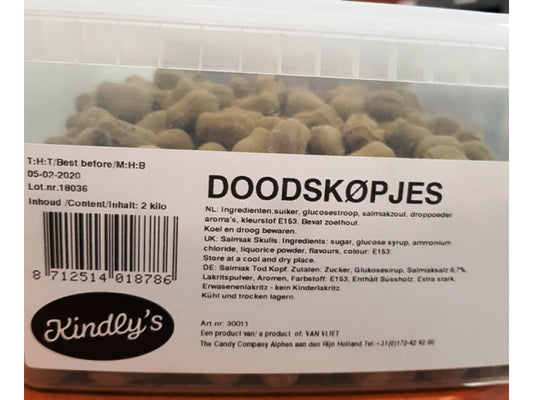 T:H:T/Best before/M:H:B
05-02-2020
Lot.nr.18036
Inhoud /Content/Inhalt: 2 kilo
8 712514 018786
Kindly's
DOODSKØPJES
NL: Ingredienten:suiker, glucosestroop, salmiakzout, droppoeder
aroma's, kleurstof E153. Bevat zoethout.
Koel en droog bewaren.
UK: Salmiak Skulls. Ingredients: sugar, glucose syrup, ammonium
chloride, liquorice powder, flavours, colour: E153.
Store at a cool and dry place.
DE: Salmiak Tod Kopf. Zutaten: Zucker, Glukosesirup, Salmiaksalz 6,7%,
Lakritspulver, Aromen, Farbstoff: E153, Enthält Süssholz. Extra stark.
Erwasenenlakritz - kein Kinderlakritz.
Kühl und trocken lagern.
Art.nr: 30011
Een product van/ a product of: VAN VLIET
The Candy Company Alphen aan den Rijn Holland Tel:+31(0)172-42 42 00